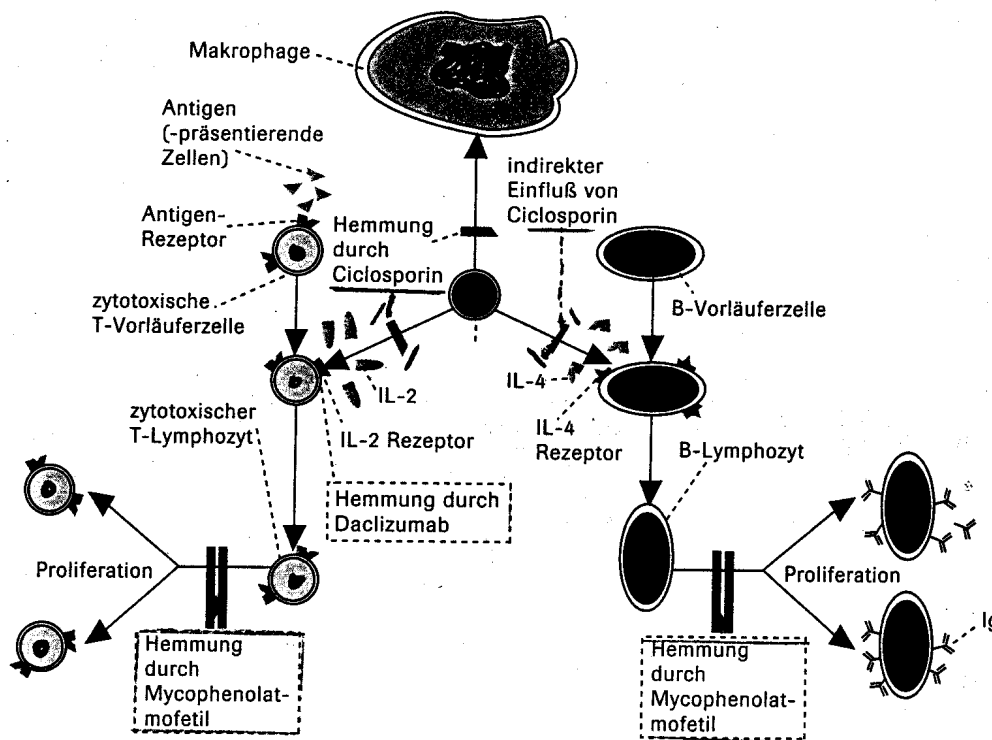 Makrophage
Antigen
(-präsentierende
Zellen)
indirekter
Einfluß von
Ciclosporin
Antigen-
Rezeptor
Hemmung
durch
Ciclosporin
zytotoxische
T-Vorläuferzelle
B-Vorläuferzelle
IL-2
IL-4
zytotoxischer
T-Lymphozyt
IL-2 Rezeptor
IL-4
Rezeptor
B-Lymphozyt
Hemmung durch
Daclizumab
Proliferation
Proliferation
Hemmung
durch
Mycophenolat-
mofetil
Hemmung
durch
Mycophenolat-
mofetil
Ig